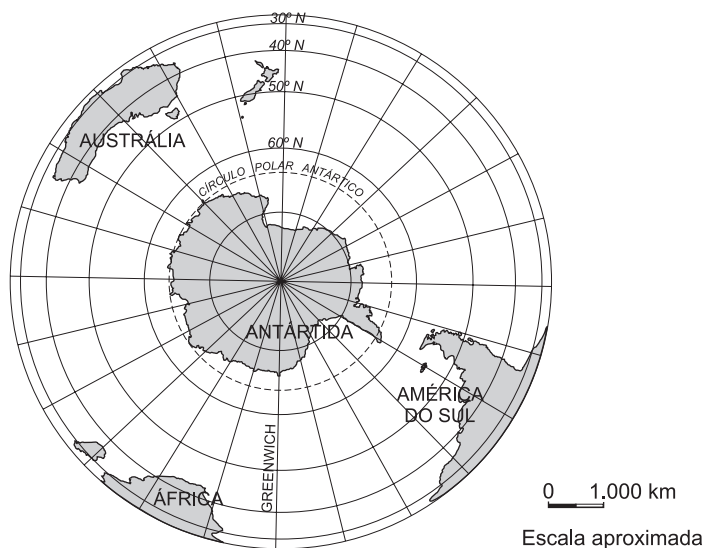 30º N
40º N
50º N
60º N
CÍRCULO POLAR ANTÁRTICO
AUSTRÁLIA
ANTÁRTIDA
AMÉRICA
DO SUL
GREENWICH
ÁFRICA
0 1.000 km
Escala aproximada